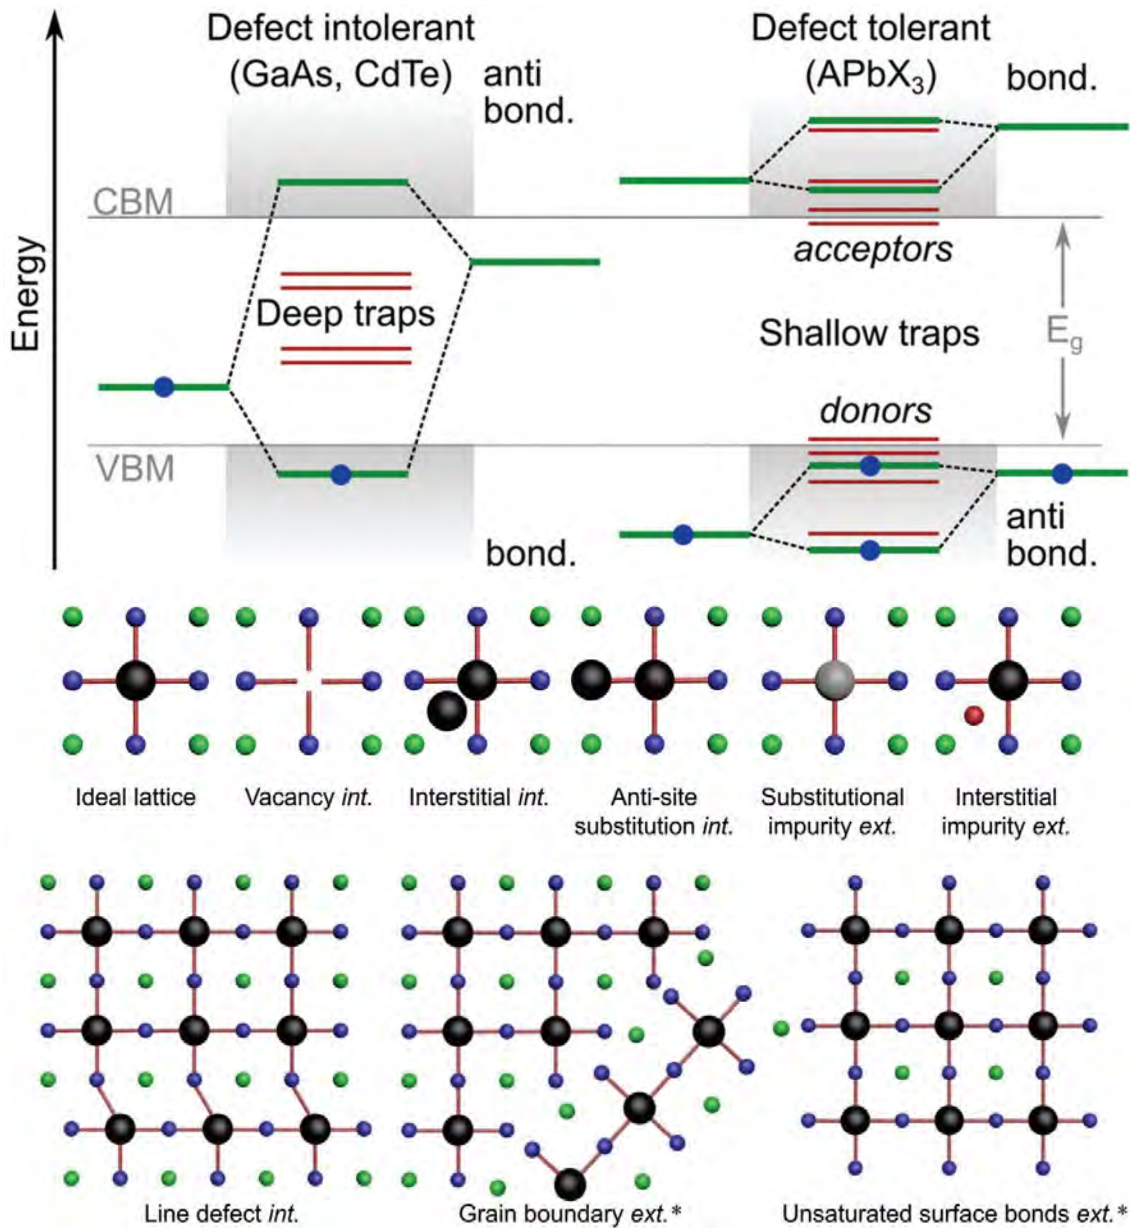 Defect intolerant
(GaAs, CdTe)
anti
bond.
Defect tolerant
(APbX₃)
bond.
Energy
CBM
VBM
Deep traps
bond.
acceptors
Shallow traps
donors
E_g
anti
bond.
Ideal lattice
Vacancy int.
Interstitial int.
Anti-site
substitution int.
Substitutional
impurity ext.
Interstitial
impurity ext.
Line defect int.
Grain boundary ext.*
Unsaturated surface bonds ext.*